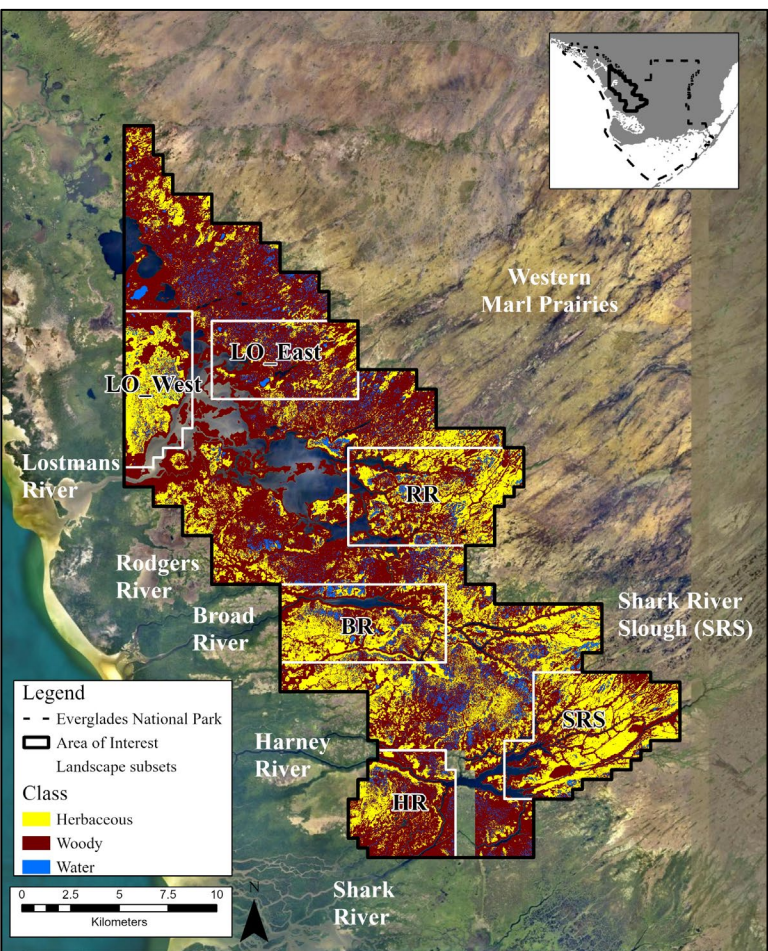 Western
Marl Prairies
LO_East
LO_West
Lostmans
River
RR
Rodgers
River
Broad
River
BR
Shark River
Slough (SRS)
SRS
Harney
River
HR
Shark
River
Legend
Everglades National Park
Area of Interest
Landscape subsets
Class
Herbaceous
Woody
Water
0 2.5 5 7.5 10
Kilometers
N